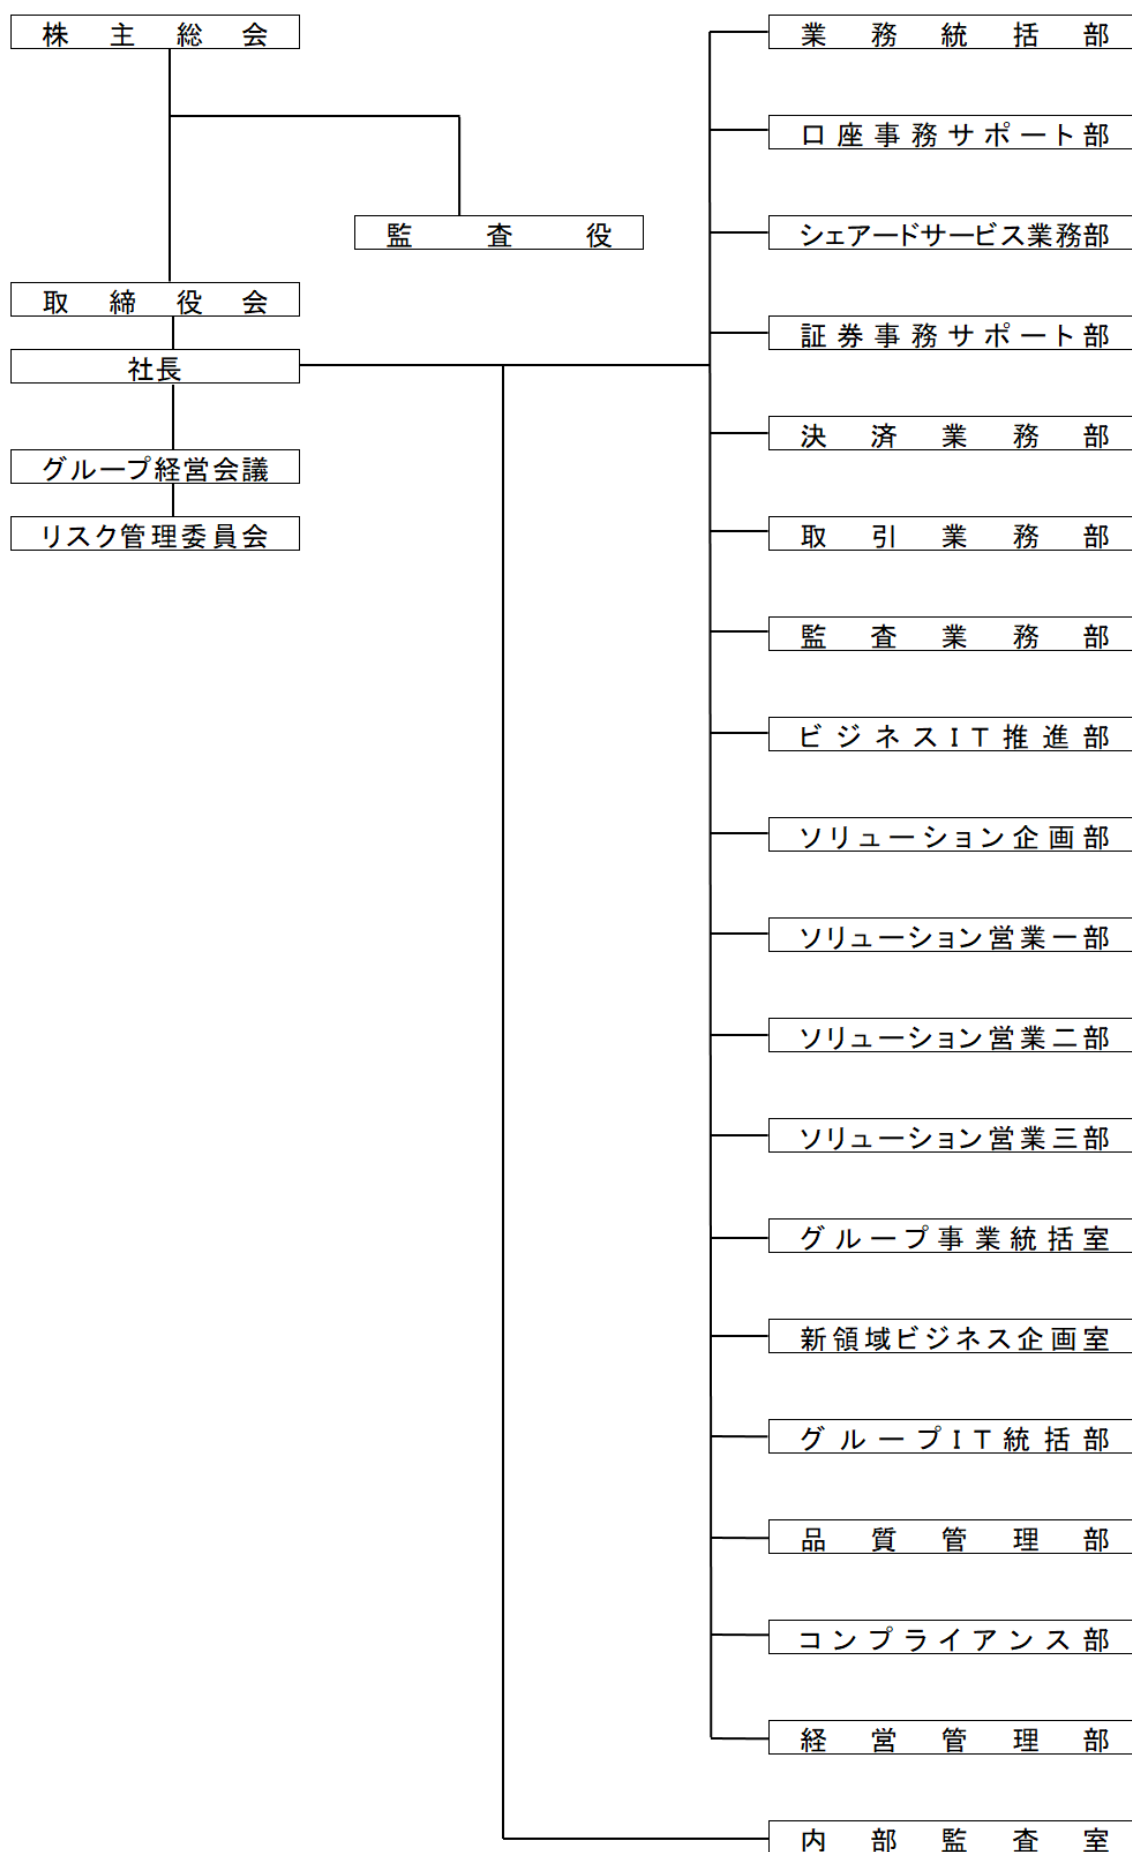 株主総会
監査役
取締役会
社長
グループ経営会議
リスク管理委員会
業務統括部
口座事務サポート部
シェアードサービス業務部
証券事務サポート部
決済業務部
取引業務部
監査業務部
ビジネスIT推進部
ソリューション企画部
ソリューション営業一部
ソリューション営業二部
ソリューション営業三部
グループ事業統括室
新領域ビジネス企画室
グループIT統括部
品質管理部
コンプライアンス部
経営管理部
内部監査室